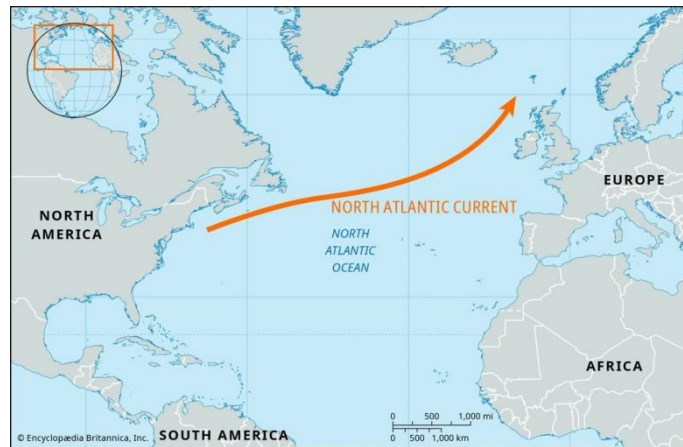 NORTH
AMERICA
EUROPE
NORTH ATLANTIC CURRENT
NORTH
ATLANTIC
OCEAN
AFRICA
0 500 1,000 mi
0 500 1,000 km
© Encyclopædia Britannica, Inc.
SOUTH AMERICA